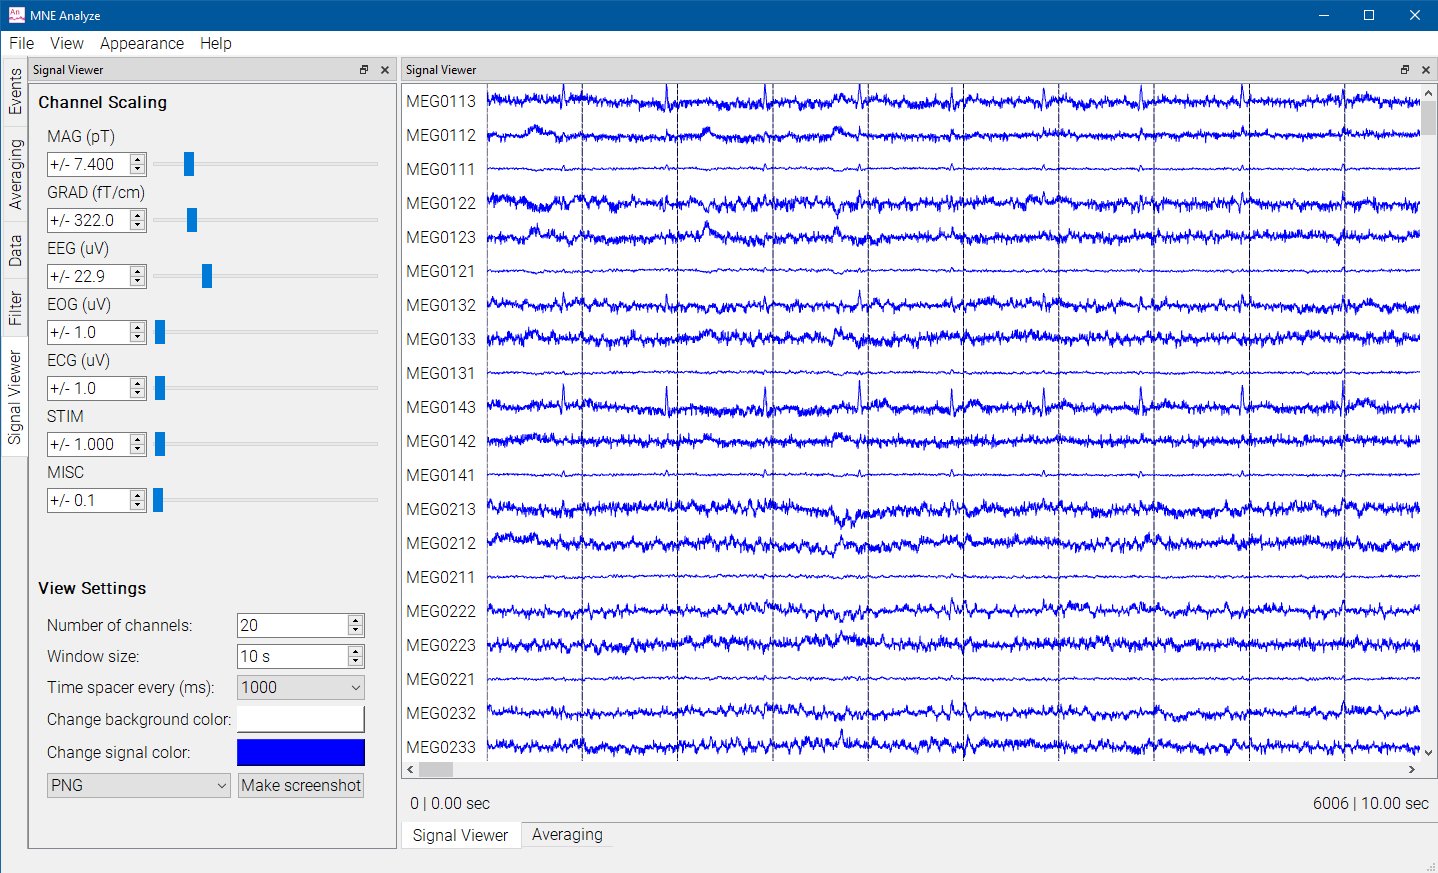 MNE Analyze
File View Appearance Help
Events
Averaging
Data
Filter
Signal Viewer
Signal Viewer
Channel Scaling
MAG (pT)
+/- 7.400
GRAD (fT/cm)
+/- 322.0
EEG (uV)
+/- 22.9
EOG (uV)
+/- 1.0
ECG (uV)
+/- 1.0
STIM
+/- 1.000
MISC
+/- 0.1
View Settings
Number of channels: 20
Window size: 10 s
Time spacer every (ms): 1000
Change background color:
Change signal color:
PNG Make screenshot
Signal Viewer
MEG0113
MEG0112
MEG0111
MEG0122
MEG0123
MEG0121
MEG0132
MEG0133
MEG0131
MEG0143
MEG0142
MEG0141
MEG0213
MEG0212
MEG0211
MEG0222
MEG0223
MEG0221
MEG0232
MEG0233
0 | 0.00 sec 6006 | 10.00 sec
Signal Viewer Averaging